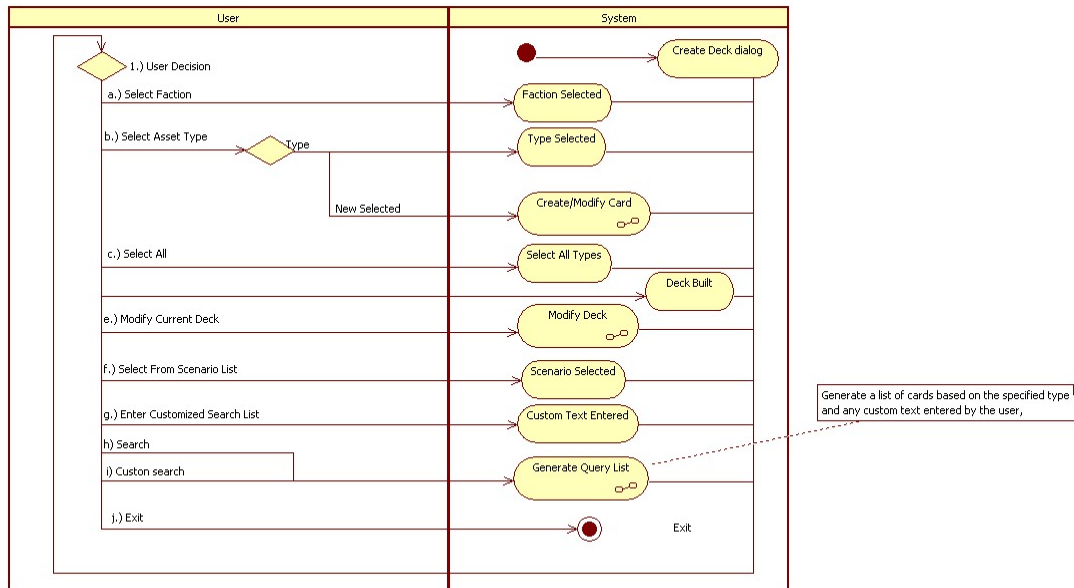 User
System
Create Deck dialog
1.) User Decision
a.) Select Faction
Faction Selected
b.) Select Asset Type
Type
Type Selected
Create/Modify Card
New Selected
c.) Select All
Select All Types
Deck Built
e.) Modify Current Deck
Modify Deck
f.) Select From Scenario List
Scenario Selected
Generate a list of cards based on the specified type
and any custom text entered by the user,
g.) Enter Customized Search List
Custom Text Entered
h) Search
i) Custon search
Generate Query List
j.) Exit
Exit